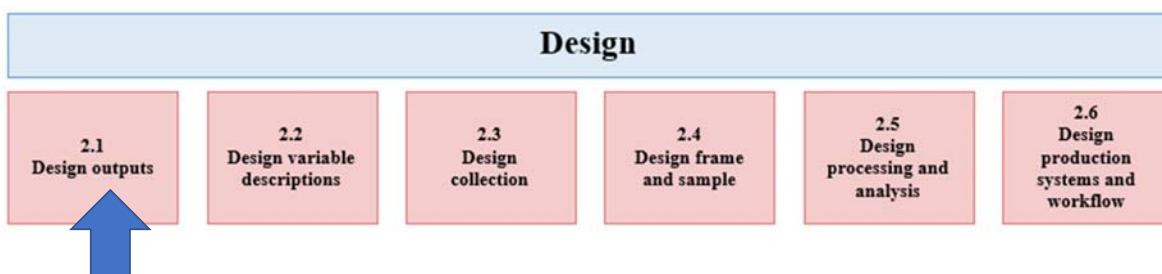 Design
2.1
Design outputs
2.2
Design variable
descriptions
2.3
Design
collection
2.4
Design frame
and sample
2.5
Design
processing and
analysis
2.6
Design
production
systems and
workflow